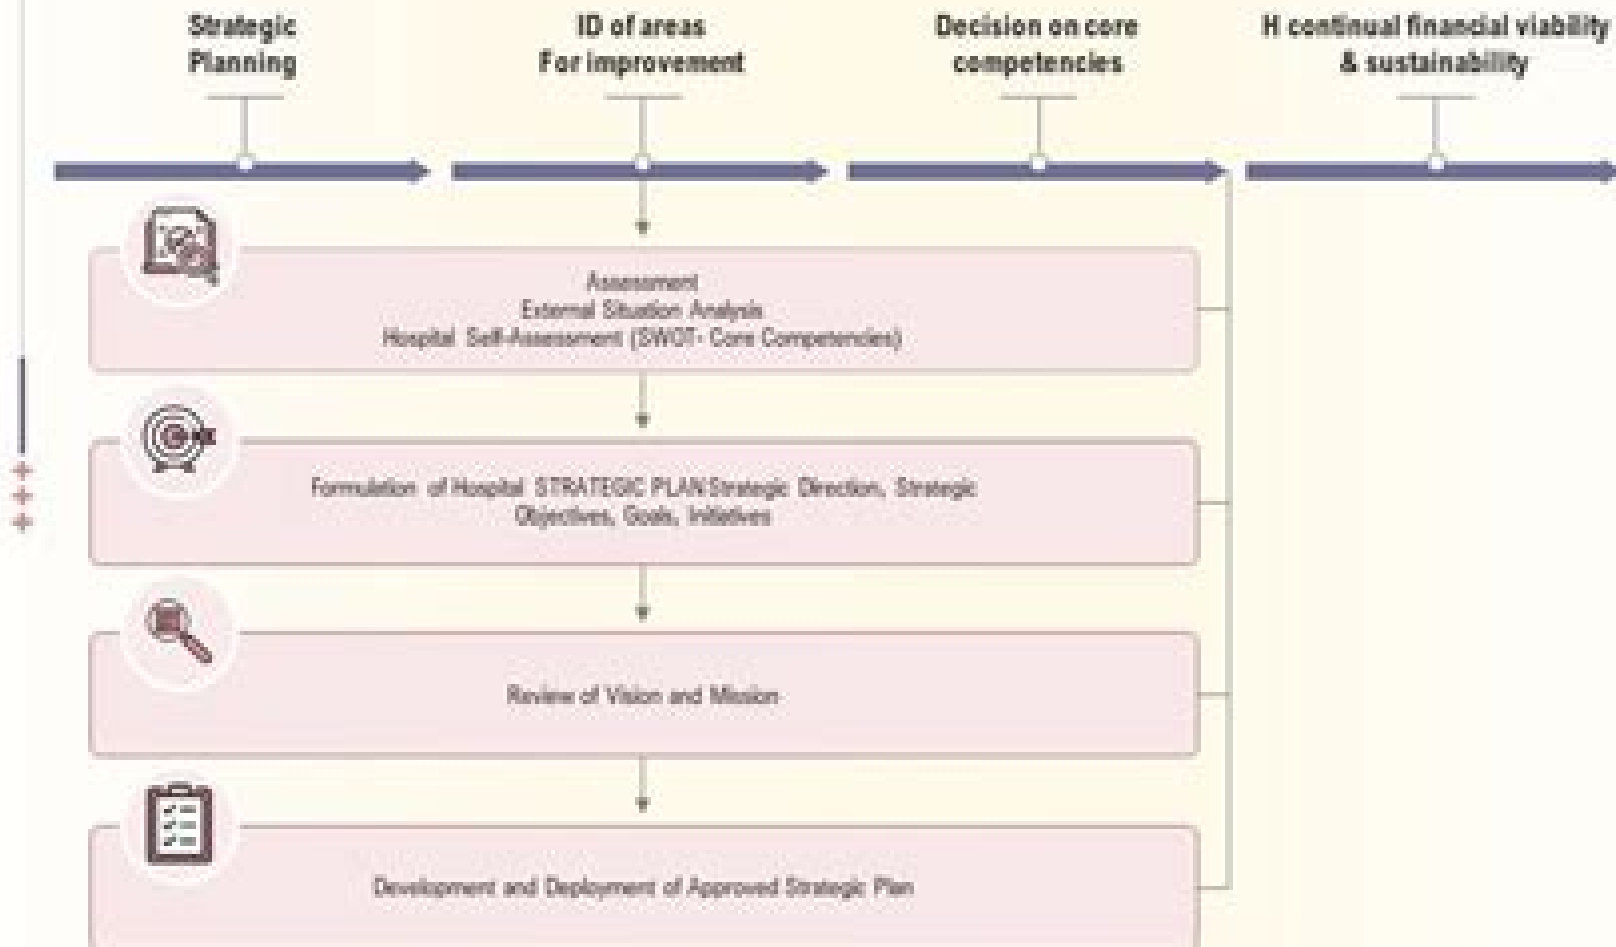 Strategic
Planning
ID of areas
For improvement
Decision on core
competencies
H continual financial viability
& sustainability
Assessment
External Situation Analysis
Hospital Self-Assessment (SWOT- Core Competencies)
Formulation of Hospital STRATEGIC PLAN Strategic Direction, Strategic
Objectives, Goals, Initiatives
Review of Vision and Mission
Development and Deployment of Approved Strategic Plan